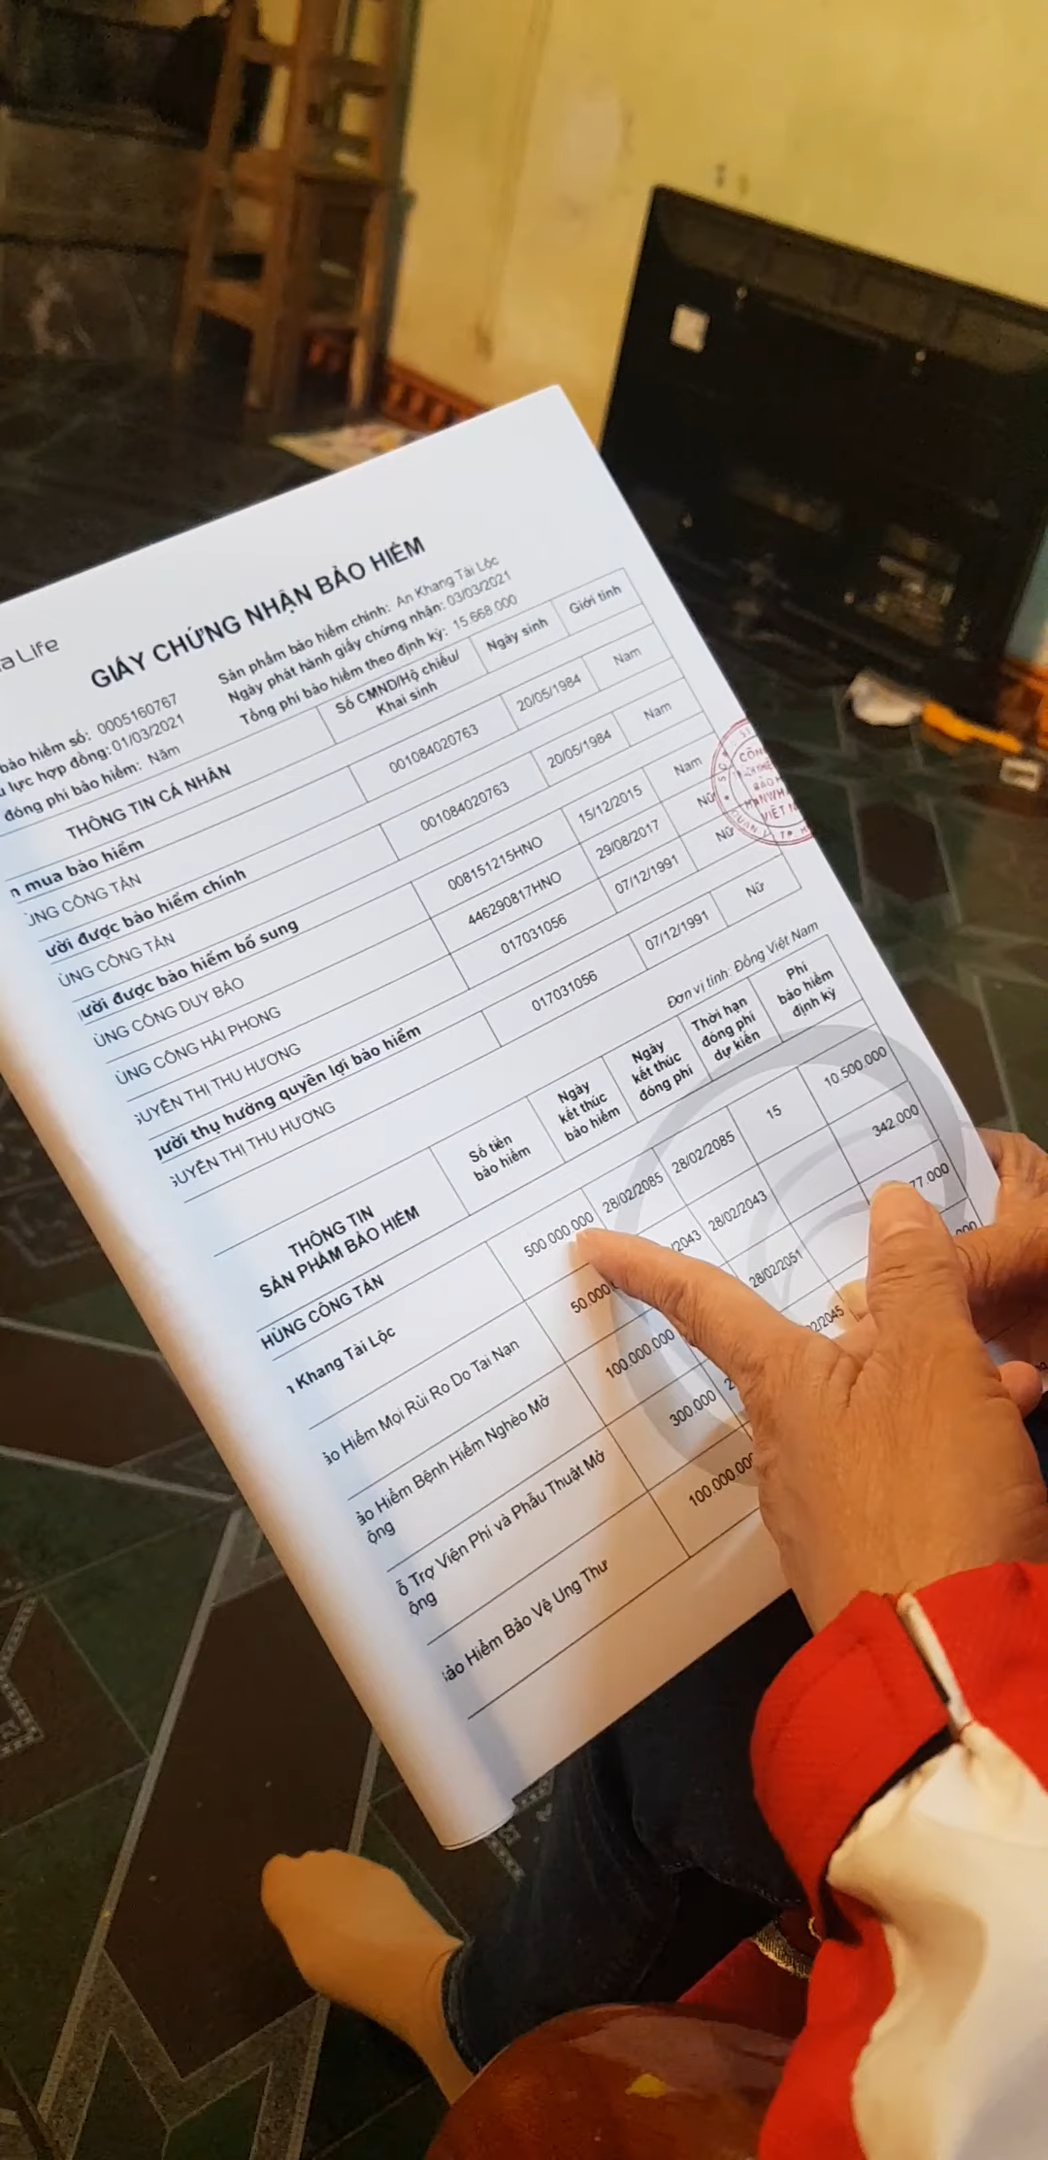 a Life
GIẤY CHỨNG NHẬN BẢO HIỂM
bảo hiểm số: 0005160767
lực hợp đồng: 01/03/2021
đóng phí bảo hiểm: Năm
Sản phẩm bảo hiểm chính: An Khang Tài Lộc
Ngày phát hành giấy chứng nhận: 03/03/2021
Tổng phí bảo hiểm theo định kỳ: 15.668.000
THÔNG TIN CÁ NHÂN
Số CMND/Hộ chiếu/
Khai sinh
Ngày sinh
Giới tính
mua bảo hiểm
ÙNG CÔNG TÂN 001084020763 20/05/1984 Nam
ười được bảo hiểm chính
ÙNG CÔNG TÂN 001084020763 20/05/1984 Nam
ười được bảo hiểm bổ sung
ÙNG CÔNG DUY BẢO 008151215HNO 15/12/2015 Nam
ÙNG CÔNG HẢI PHONG 446290817HNO 29/08/2017 Nữ
UYỄN THỊ THU HƯƠNG 017031056 07/12/1991 Nữ
ười thụ hưởng quyền lợi bảo hiểm
UYỄN THỊ THU HƯƠNG 017031056 07/12/1991 Nữ
Đơn vị tính: Đồng Việt Nam
THÔNG TIN
SẢN PHẨM BẢO HIỂM
Số tiền
bảo hiểm
Ngày
kết thúc
bảo hiểm
Ngày
kết thúc
đóng phí
Thời hạn
đóng phí
dự kiến
Phí
bảo hiểm
định kỳ
HÙNG CÔNG TÂN
Khang Tài Lộc 500.000.000 28/02/2085 28/02/2085 15 10.500.000
ảo Hiểm Mọi Rủi Ro Do Tai Nạn 50.000 /2043 28/02/2043 342.000
ảo Hiểm Bệnh Hiểm Nghèo Mở
ộng 100.000.000 28/02/2051 77.000
ỗ Trợ Viện Phí và Phẫu Thuật Mở
ộng 300.000 2/2045 000
ảo Hiểm Bảo Vệ Ung Thư 100.000.000
CÔN
BẢO H
VIỆT N